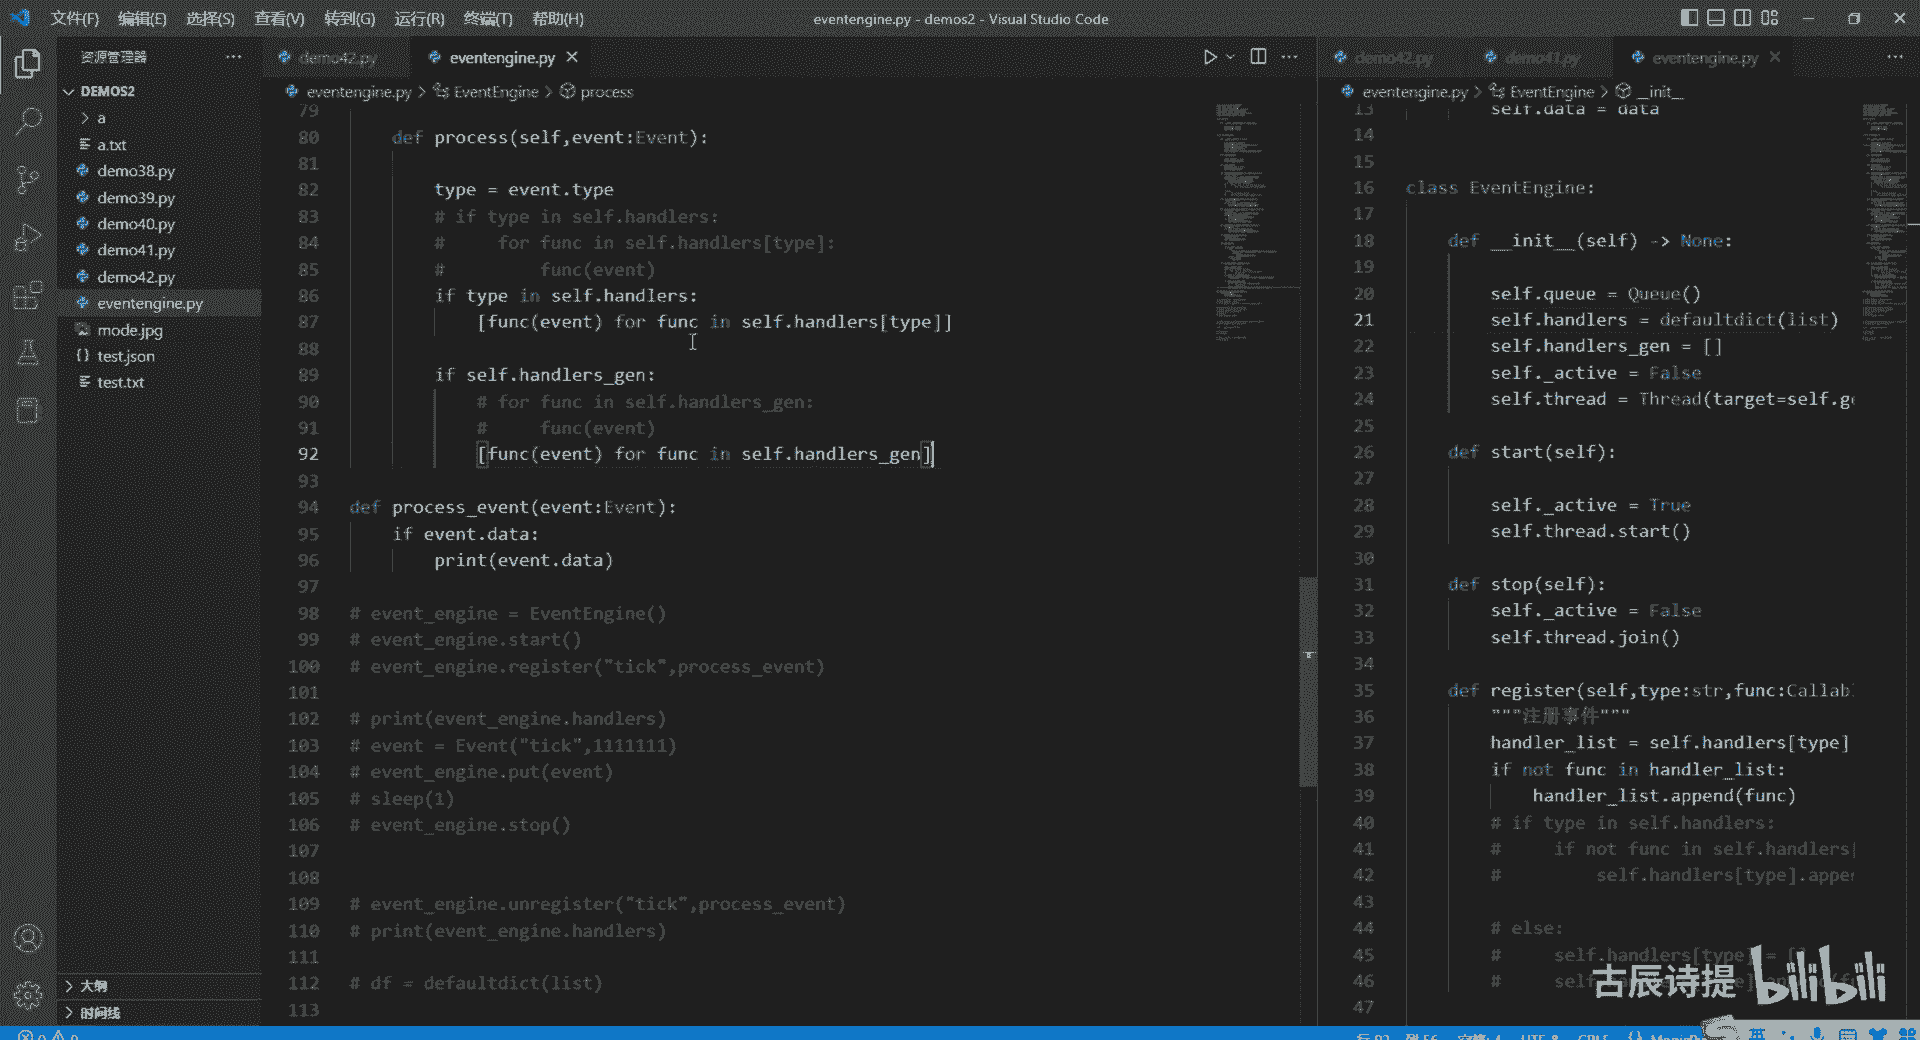 文件(F) 编辑(E) 选择(S) 查看(V) 转到(G) 运行(R) 终端(T) 帮助(H)
eventengine.py - demos2 - Visual Studio Code
资源管理器
DEMOS2
a
a.txt
demo38.py
demo39.py
demo40.py
demo41.py
demo42.py
eventengine.py
mode.jpg
test.json
test.txt
大纲
时间线
demo42.py eventengine.py
eventengine.py > EventEngine > process
79
80 def process(self,event:Event):
81
82 type = event.type
83 # if type in self.handlers:
84 # for func in self.handlers[type]:
85 # func(event)
86 if type in self.handlers:
87 [func(event) for func in self.handlers[type]]
88
89 if self.handlers_gen:
90 # for func in self.handlers_gen:
91 # func(event)
92 [func(event) for func in self.handlers_gen]
93
94 def process_event(event:Event):
95 if event.data:
96 print(event.data)
97
98 # event_engine = EventEngine()
99 # event_engine.start()
100 # event_engine.register("tick",process_event)
101
102 # print(event_engine.handlers)
103 # event = Event("tick",1111111)
104 # event_engine.put(event)
105 # sleep(1)
106 # event_engine.stop()
107
108
109 # event_engine.unregister("tick",process_event)
110 # print(event_engine.handlers)
111
112 # df = defaultdict(list)
113
demo42.py demo41.py eventengine.py
eventengine.py > EventEngine > __init__
13 self.data = data
14
15
16 class EventEngine:
17
18 def __init__(self) -> None:
19
20 self.queue = Queue()
21 self.handlers = defaultdict(list)
22 self.handlers_gen = []
23 self._active = False
24 self.thread = Thread(target=self.ge
25
26 def start(self):
27
28 self._active = True
29 self.thread.start()
30
31 def stop(self):
32 self._active = False
33 self.thread.join()
34
35 def register(self,type:str,func:Callab
36 """注册事件"""
37 handler_list = self.handlers[type]
38 if not func in handler_list:
39 handler_list.append(func)
40 # if type in self.handlers:
41 # if not func in self.handlers[
42 # self.handlers[type].appe
43
44 # else:
45 # self.handlers[type] = [
46 #
47
古辰诗提 bilibili